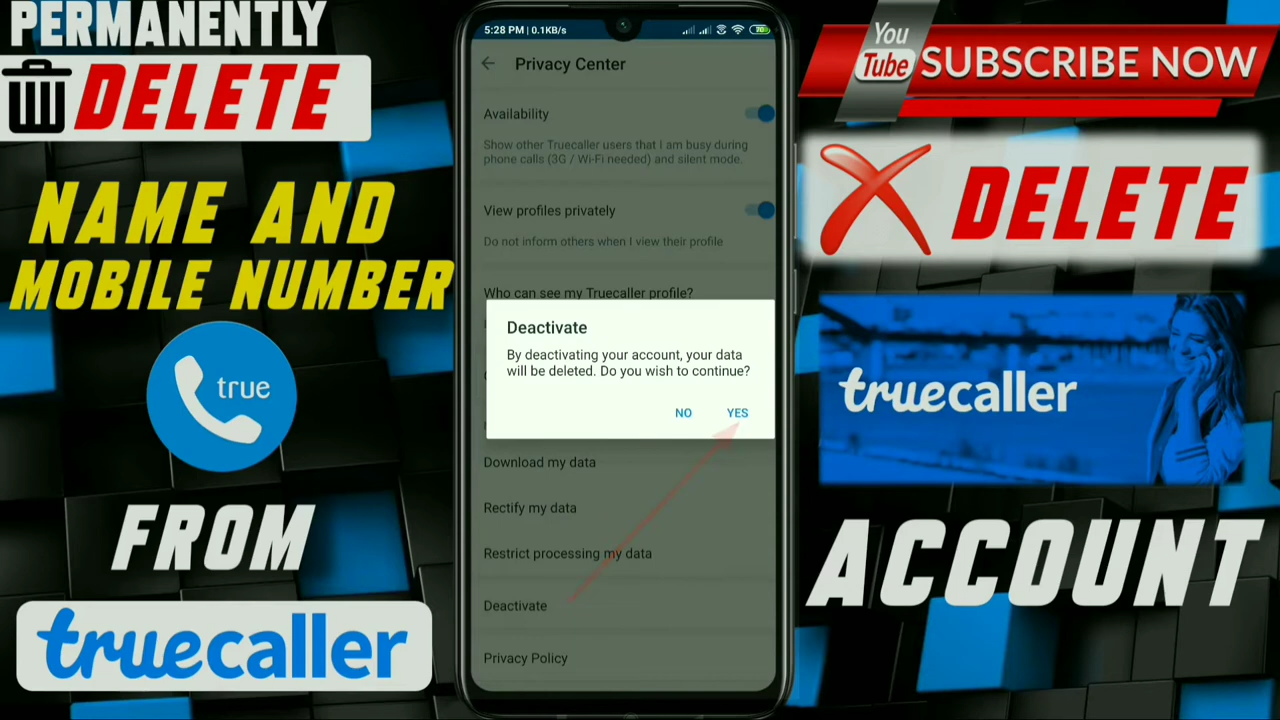 PERMANENTLY
DELETE
NAME AND
MOBILE NUMBER
true
FROM
truecaller
5:28 PM | 0.1KB/s
70
Privacy Center
Availability
Show other Truecaller users that I am busy during
phone calls (3G / Wi-Fi needed) and silent mode.
View profiles privately
Do not inform others when I view their profile
Who can see my Truecaller profile?
Deactivate
By deactivating your account, your data
will be deleted. Do you wish to continue?
NO YES
Download my data
Rectify my data
Restrict processing my data
Deactivate
Privacy Policy
You
Tube
SUBSCRIBE NOW
DELETE
truecaller
ACCOUNT